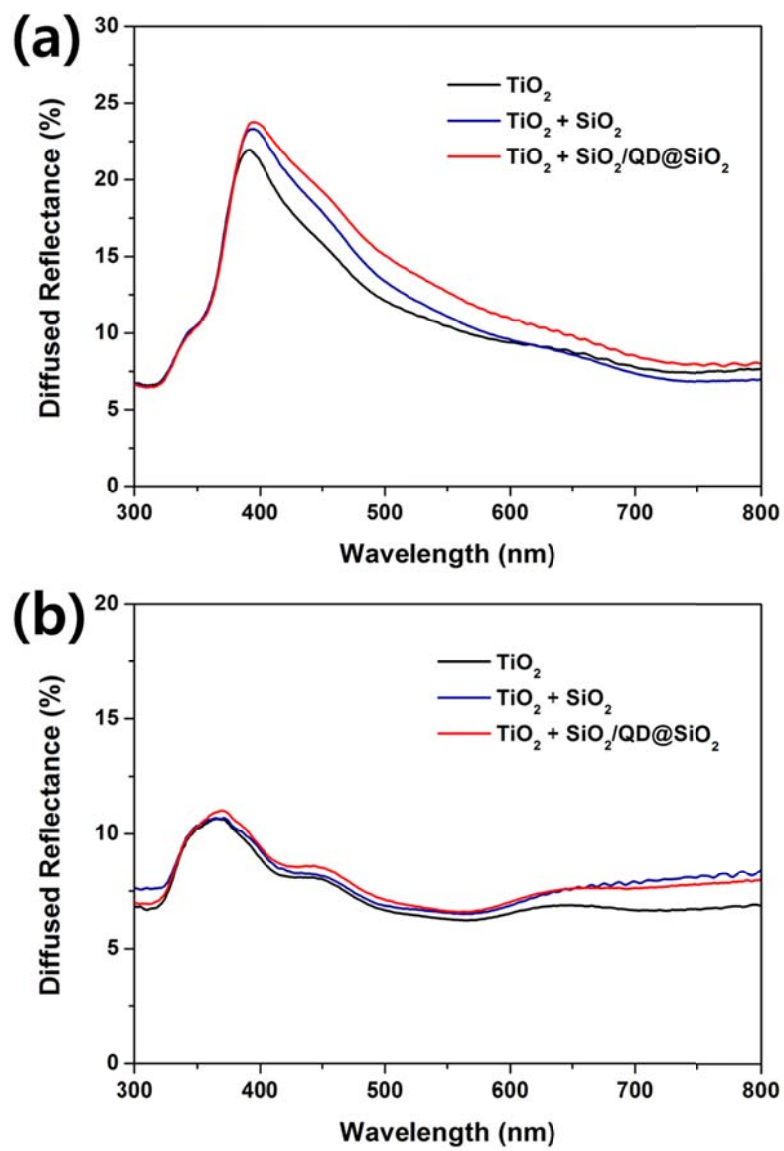 (a)
30
25
20
15
10
5
0
Diffused Reflectance (%)
TiO2
TiO2 + SiO2
TiO2 + SiO2/QD@SiO2
300 400 500 600 700 800
Wavelength (nm)
(b)
20
15
10
5
0
Diffused Reflectance (%)
TiO2
TiO2 + SiO2
TiO2 + SiO2/QD@SiO2
300 400 500 600 700 800
Wavelength (nm)